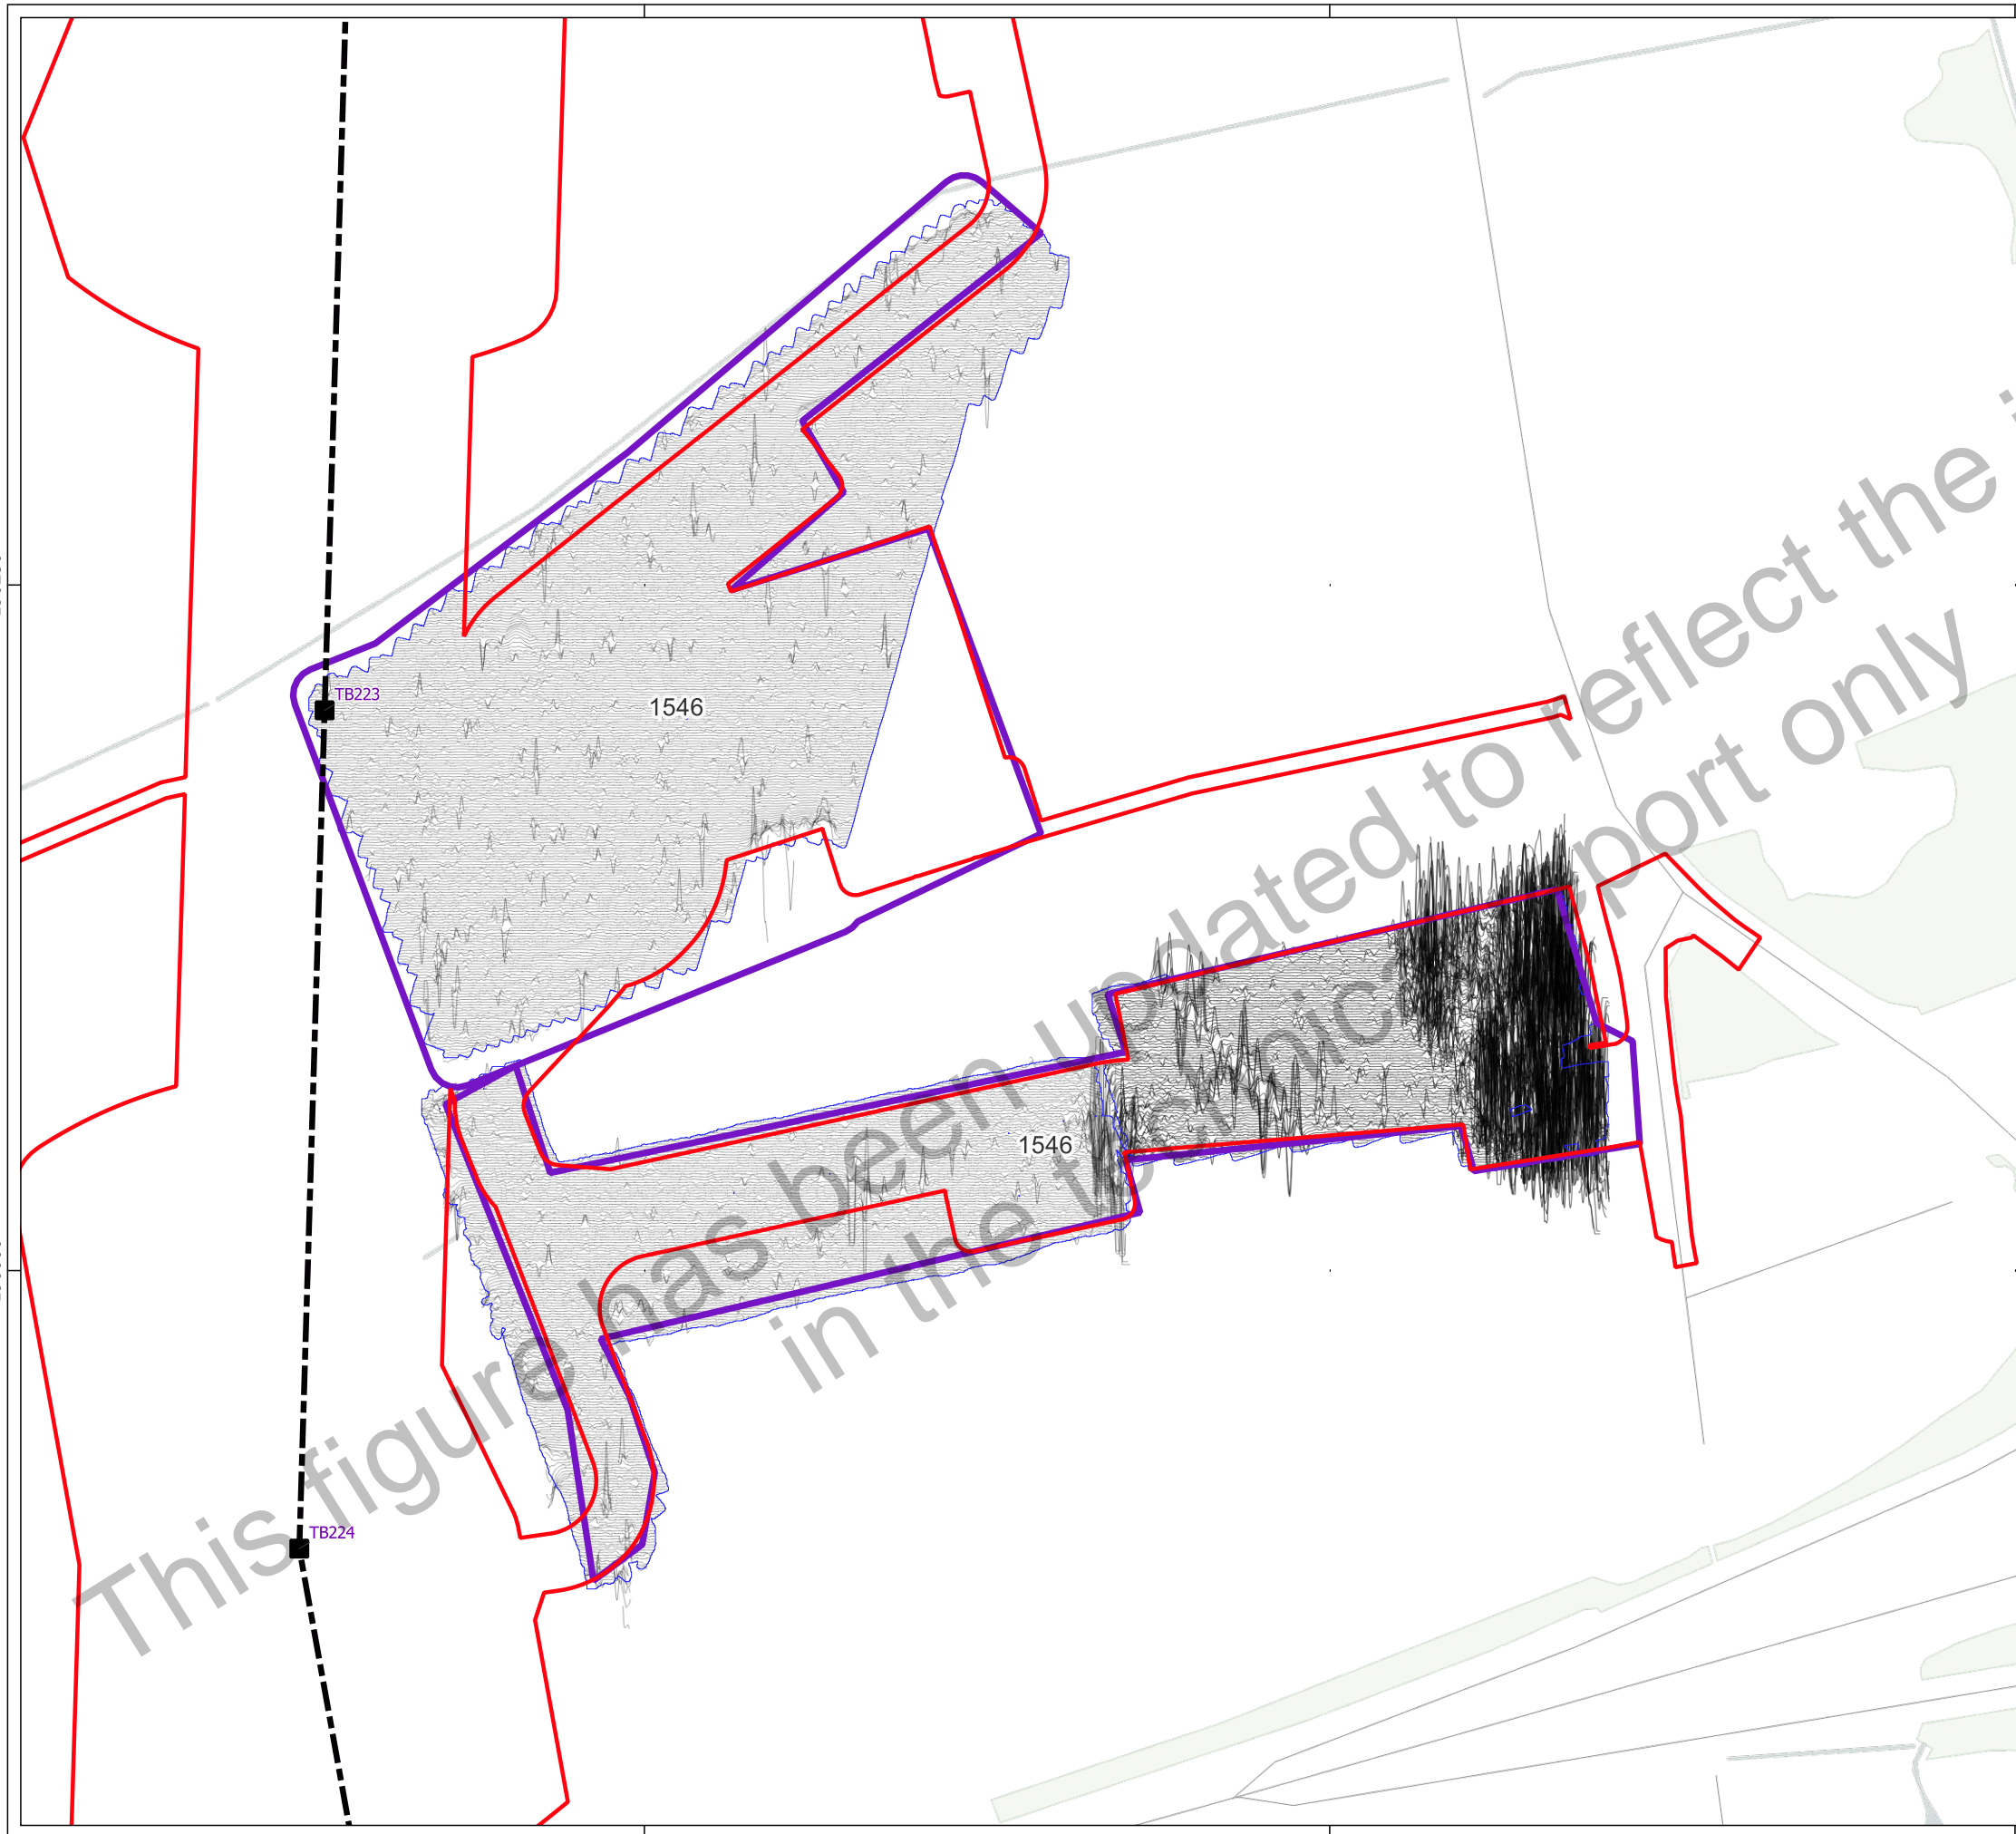 TB223
1546
1546
TB224
This figure has been updated to reflect the
in the technical report only